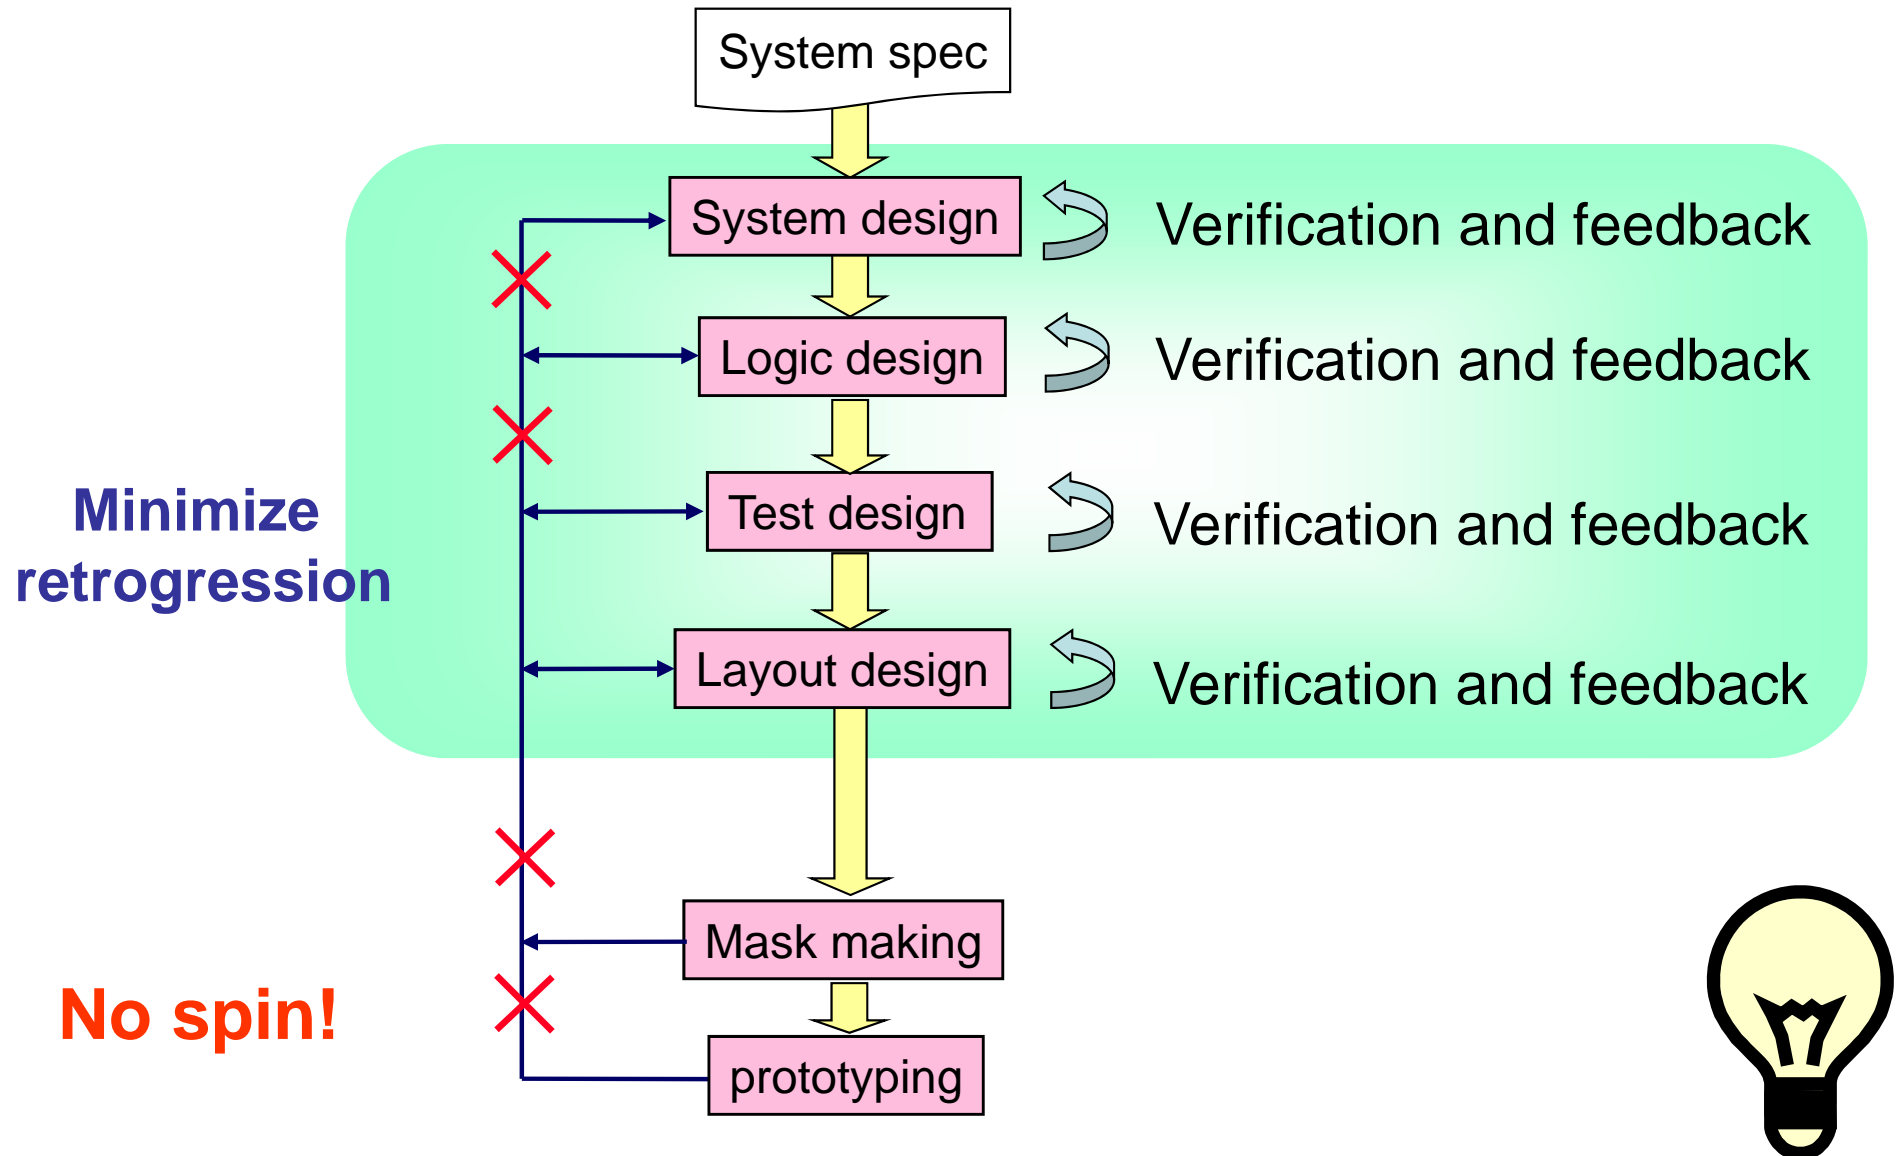 System spec
System design
Verification and feedback
Logic design
Verification and feedback
Minimize
retrogression
Test design
Verification and feedback
Layout design
Verification and feedback
Mask making
No spin!
prototyping